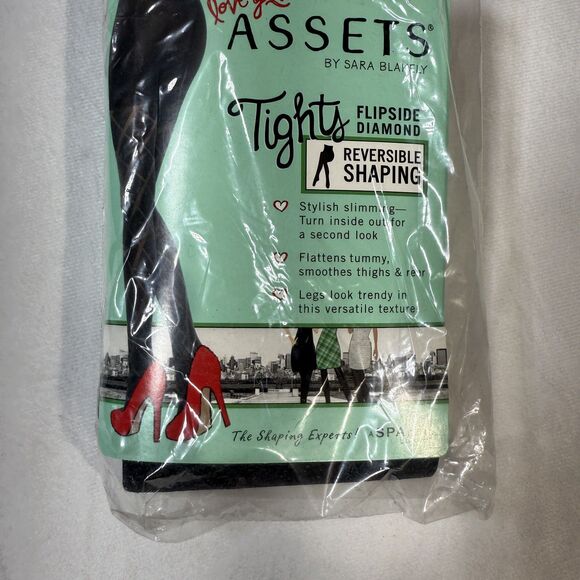 love
ASSETS®
BY SARA BLAKELY
Tights
FLIPSIDE
DIAMOND
REVERSIBLE
SHAPING
Stylish slimming—
Turn inside out for
a second look
Flattens tummy,
smoothes thighs & rear
Legs look trendy in
this versatile texture
The Shaping Experts